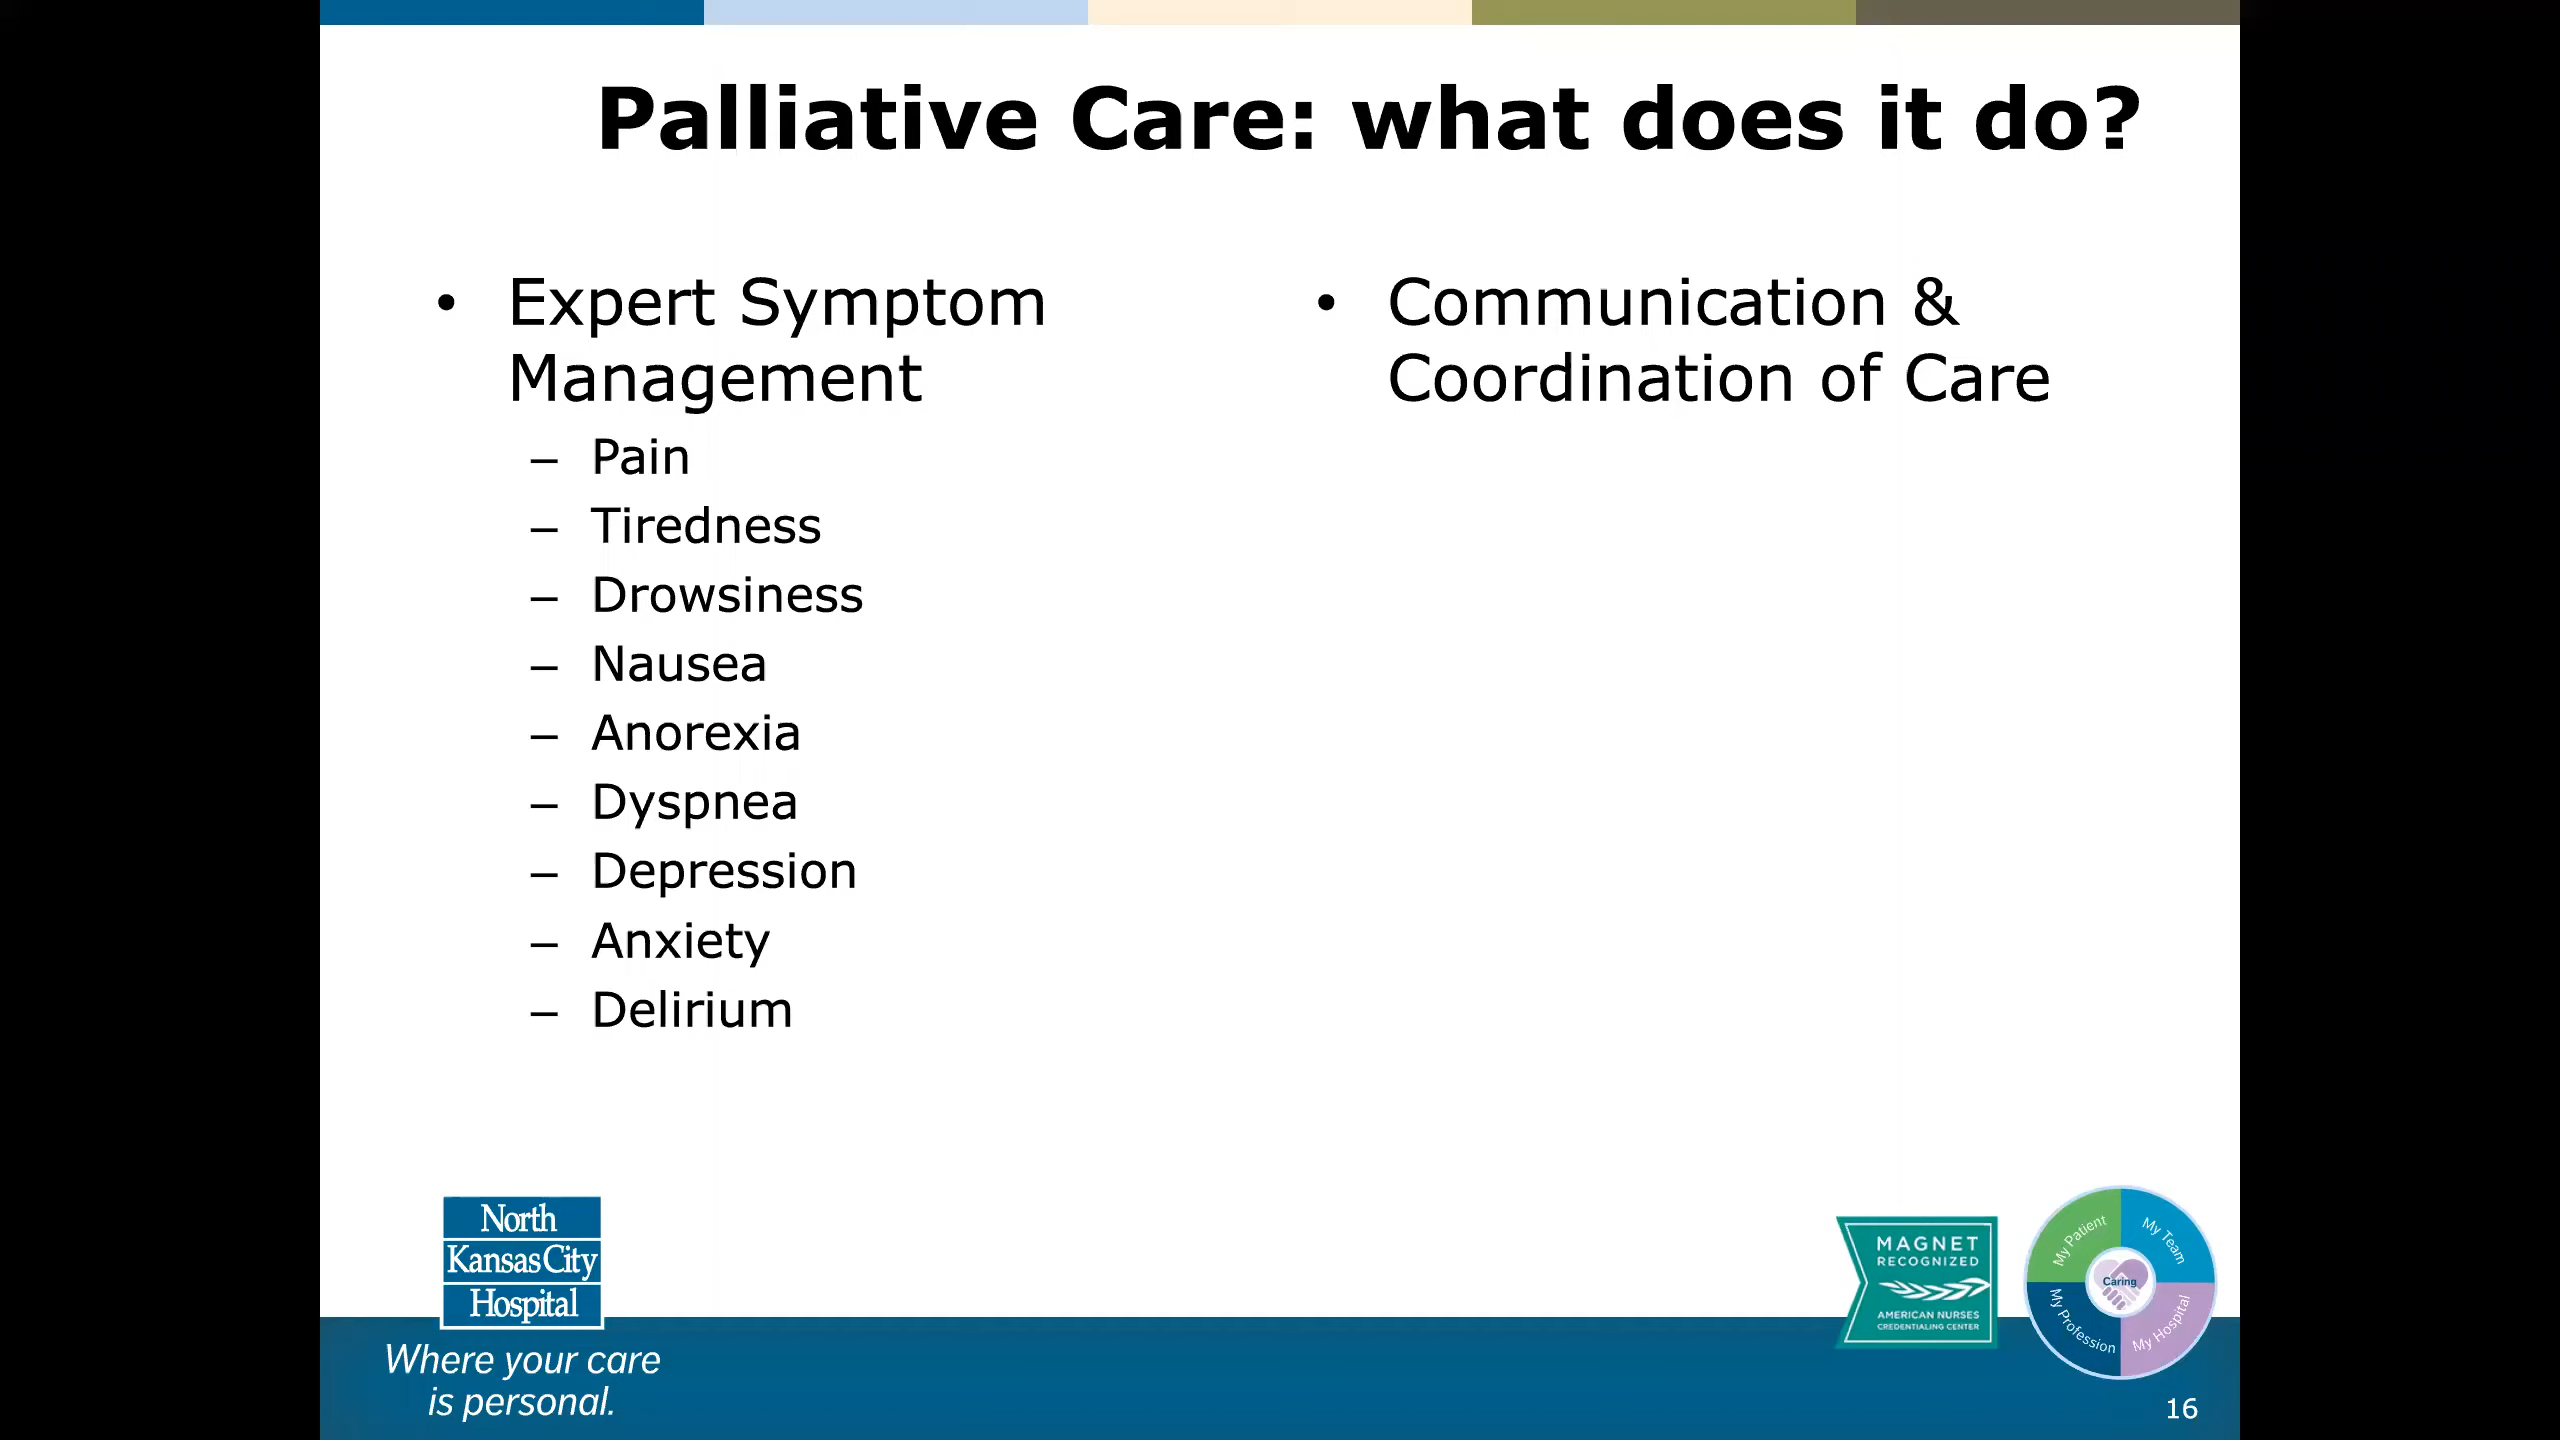 Palliative Care: what does it do?
• Expert Symptom
Management
– Pain
– Tiredness
– Drowsiness
– Nausea
– Anorexia
– Dyspnea
– Depression
– Anxiety
– Delirium
• Communication &
Coordination of Care
North
Kansas City
Hospital
Where your care
is personal.
MAGNET
RECOGNIZED
AMERICAN NURSES
CREDENTIALING CENTER
My Patient
My Team
Caring
My Profession
My Hospital
16